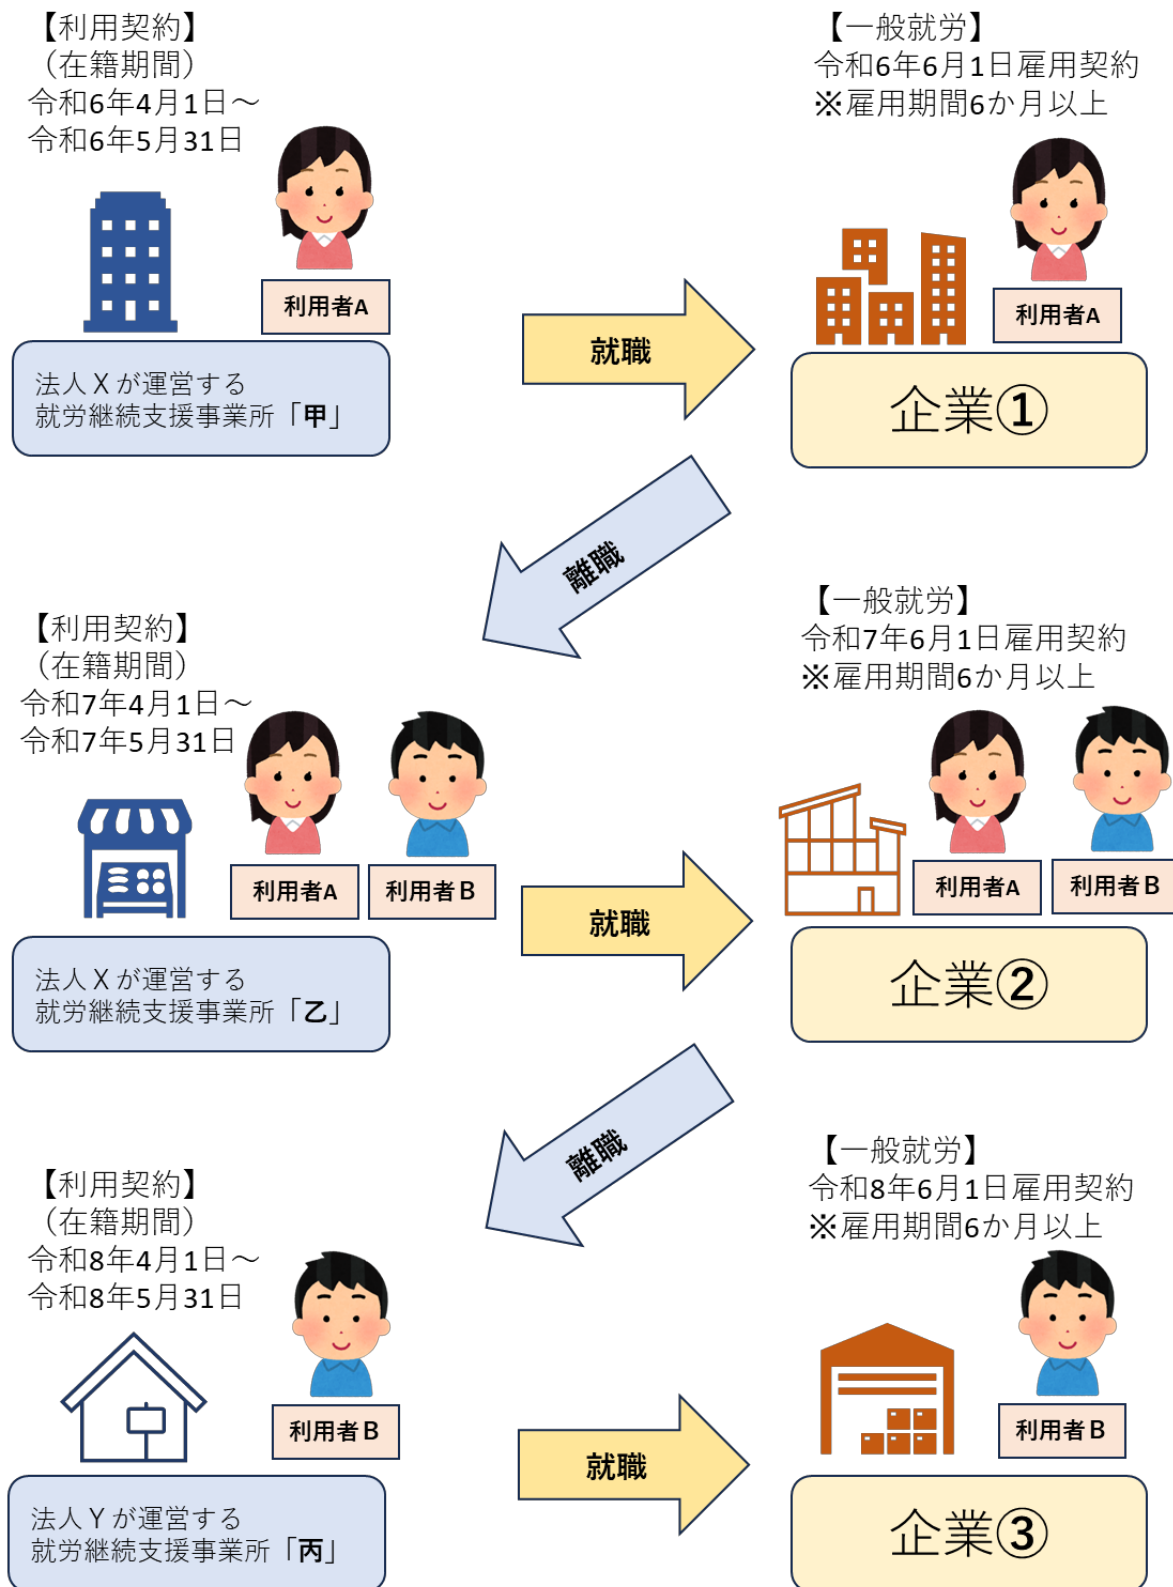 【利用契約】
（在籍期間）
令和6年4月1日～
令和6年5月31日
利用者A
法人Ｘが運営する
就労継続支援事業所「甲」
就職
【一般就労】
令和6年6月1日雇用契約
※雇用期間6か月以上
利用者A
企業①
離職
【利用契約】
（在籍期間）
令和7年4月1日～
令和7年5月31日
利用者A
利用者Ｂ
法人Ｘが運営する
就労継続支援事業所「乙」
就職
【一般就労】
令和7年6月1日雇用契約
※雇用期間6か月以上
利用者A
利用者Ｂ
企業②
離職
【利用契約】
（在籍期間）
令和8年4月1日～
令和8年5月31日
利用者Ｂ
法人Ｙが運営する
就労継続支援事業所「丙」
就職
【一般就労】
令和8年6月1日雇用契約
※雇用期間6か月以上
利用者Ｂ
企業③